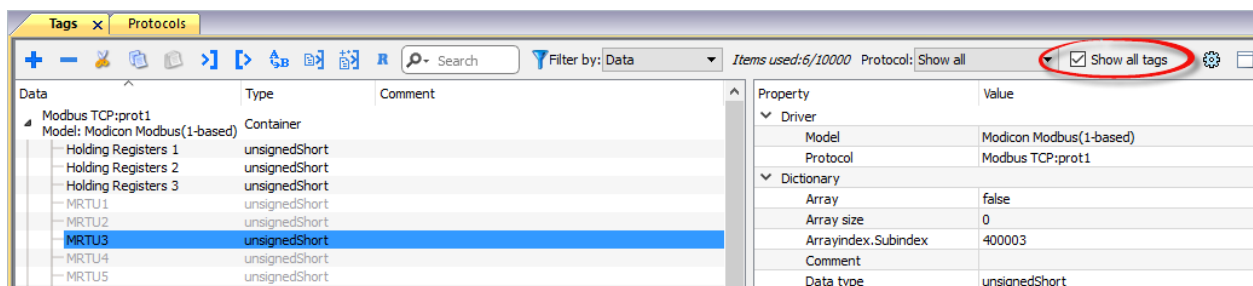 Tags x Protocols
R Search Filter by: Data Items used:6/10000 Protocol: Show all Show all tags
Data Type Comment Property Value
Modbus TCP:prot1
Model: Modicon Modbus(1-based) Container
Holding Registers 1 unsignedShort
Holding Registers 2 unsignedShort
Holding Registers 3 unsignedShort
MRTU1 unsignedShort
MRTU2 unsignedShort
MRTU3 unsignedShort
MRTU4 unsignedShort
MRTU5 unsignedShort
Driver
Model Modicon Modbus(1-based)
Protocol Modbus TCP:prot1
Dictionary
Array false
Array size 0
Arrayindex.Subindex 400003
Comment
Data type unsignedShort